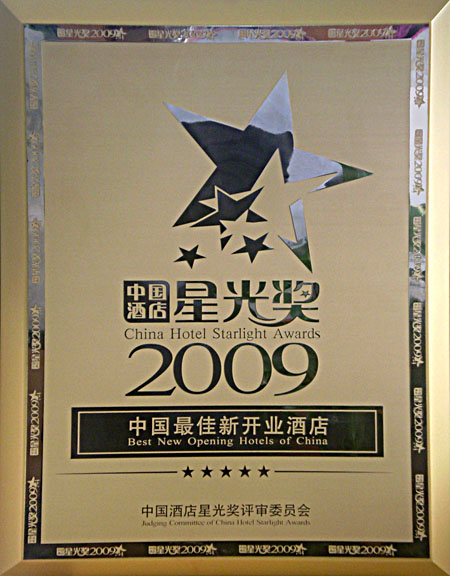 中国酒店 星光奖
China Hotel Starlight Awards
2009
中国最佳新开业酒店
Best New Opening Hotels of China
中国酒店星光奖评审委员会
Judging Committee of China Hotel Starlight Awards